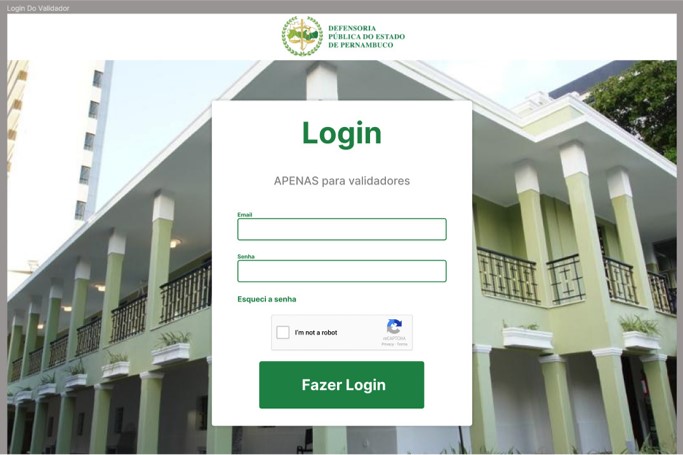 Login Do Validador
DEFENSORIA
PÚBLICA DO ESTADO
DE PERNAMBUCO
Login
APENAS para validadores
Email
Senha
Esqueci a senha
I'm not a robot
reCAPTCHA
Privacy - Terms
Fazer Login